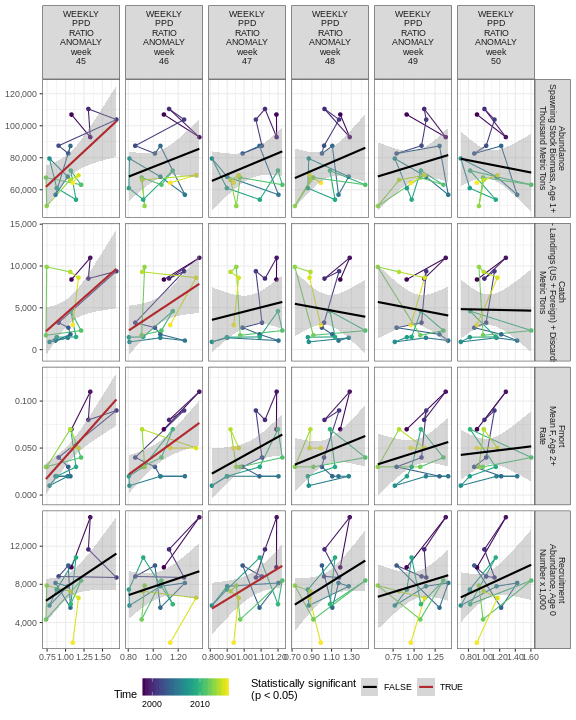 WEEKLY
PPD
RATIO
ANOMALY
week
45
WEEKLY
PPD
RATIO
ANOMALY
week
46
WEEKLY
PPD
RATIO
ANOMALY
week
47
WEEKLY
PPD
RATIO
ANOMALY
week
48
WEEKLY
PPD
RATIO
ANOMALY
week
49
WEEKLY
PPD
RATIO
ANOMALY
week
50
120,000
100,000
80,000
60,000
Abundance
Spawning Stock Biomass, Age 1+
Thousand Metric Tons
15,000
10,000
5,000
0
Catch
- Landings (US + Foreign) + Discard
Metric Tons
0.100
0.050
0.000
Fmort
Mean F, Age 2+
Rate
12,000
8,000
4,000
Recruitment
Abundance, Age 0
Number x 1,000
0.75 1.00 1.25 1.50
0.80 1.00 1.20
0.80 0.90 1.00 1.10 1.20
0.70 0.90 1.10 1.30
0.75 1.00 1.25
0.80 1.00 1.20 1.40 1.60
Time
2000 2010
Statistically significant
(p < 0.05)
FALSE
TRUE